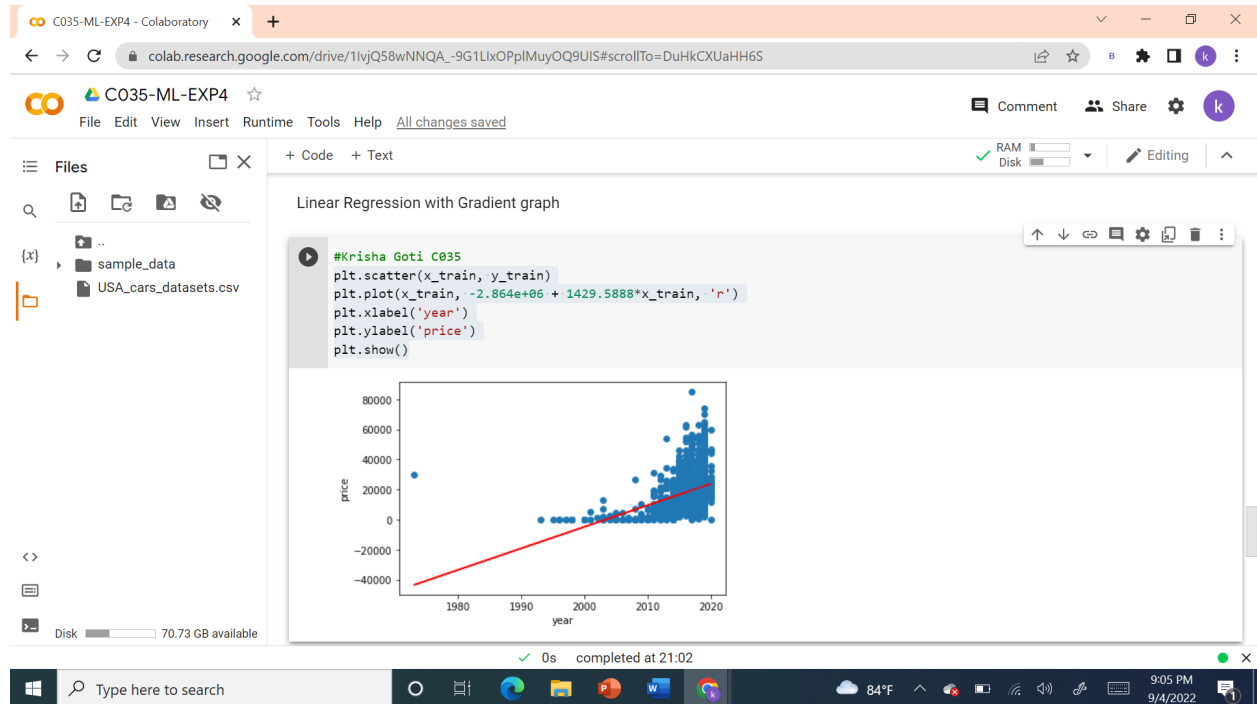 C035-ML-EXP4 - Colaboratory
colab.research.google.com/drive/1IvjQ58wNNQA_-9G1LIxOPplMuyOQ9UIS#scrollTo=DuHkCXUaHH6S
B
k
C035-ML-EXP4
File Edit View Insert Runtime Tools Help All changes saved
Comment
Share
k
Files
+ Code + Text
RAM
Disk
Editing
{x}
..
sample_data
USA_cars_datasets.csv
Linear Regression with Gradient graph
#Krisha Goti C035
plt.scatter(x_train, y_train)
plt.plot(x_train, -2.864e+06 + 1429.5888*x_train, 'r')
plt.xlabel('year')
plt.ylabel('price')
plt.show()
80000
60000
40000
20000
0
−20000
−40000
price
1980 1990 2000 2010 2020
year
Disk 70.73 GB available
0s completed at 21:02
Type here to search
84°F
9:05 PM
9/4/2022
1